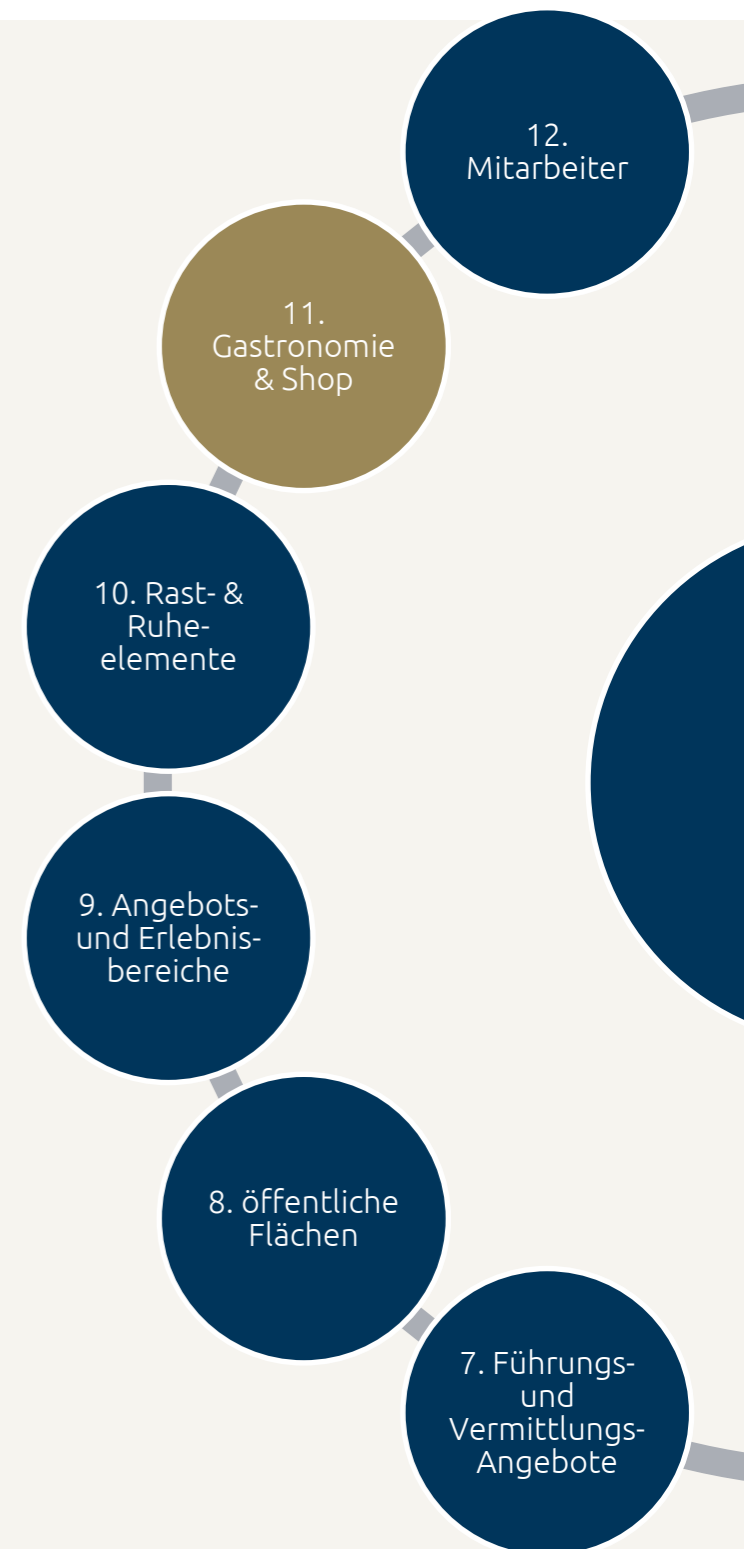 12.
Mitarbeiter
11.
Gastronomie
& Shop
10. Rast- &
Ruhe-
elemente
9. Angebots-
und Erlebnis-
bereiche
8. öffentliche
Flächen
7. Führungs-
und
Vermittlungs-
Angebote